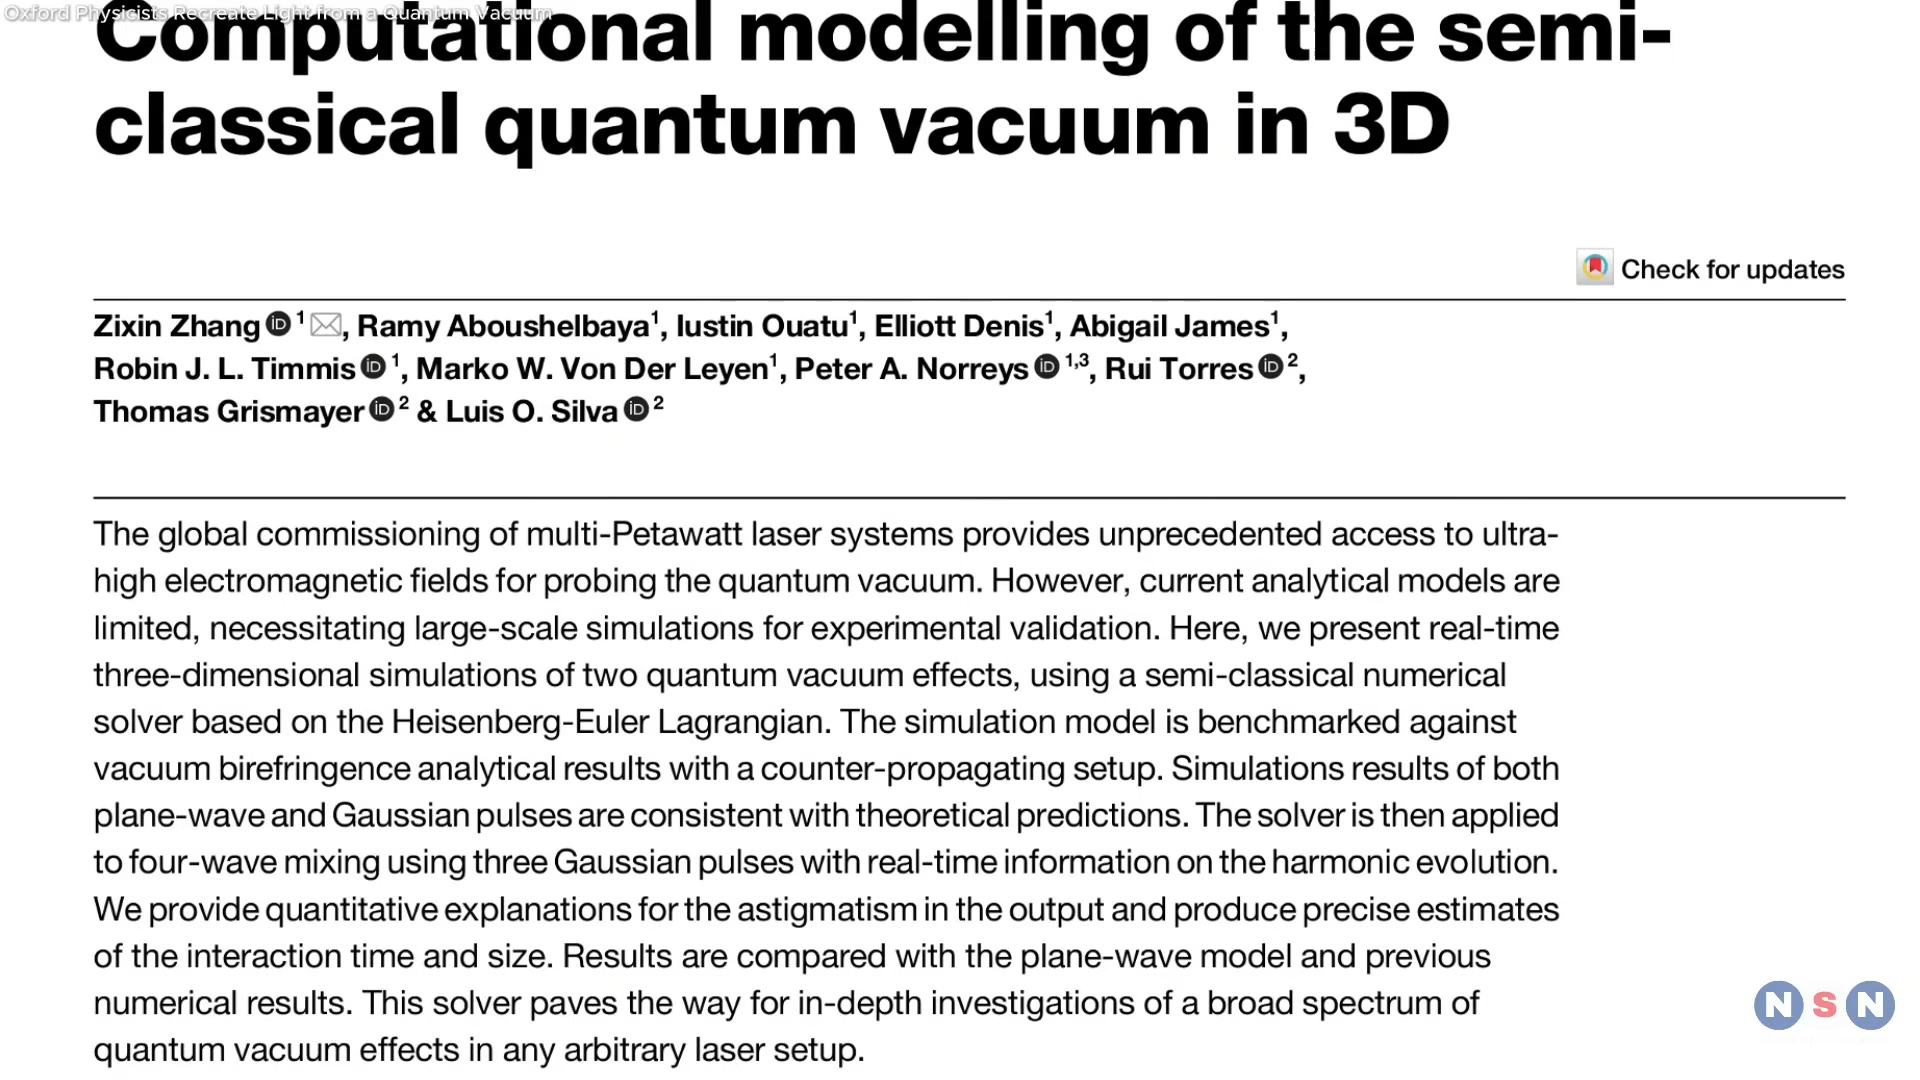 Oxford Physicists Recreate Light from a Quantum Vacuum
Computational modelling of the semi-
classical quantum vacuum in 3D
Check for updates
Zixin Zhang iD 1, Ramy Aboushelbaya1, Iustin Ouatu1, Elliott Denis1, Abigail James1,
Robin J. L. Timmis iD 1, Marko W. Von Der Leyen1, Peter A. Norreys iD 1,3, Rui Torres iD 2,
Thomas Grismayer iD 2 & Luis O. Silva iD 2
The global commissioning of multi-Petawatt laser systems provides unprecedented access to ultra-
high electromagnetic fields for probing the quantum vacuum. However, current analytical models are
limited, necessitating large-scale simulations for experimental validation. Here, we present real-time
three-dimensional simulations of two quantum vacuum effects, using a semi-classical numerical
solver based on the Heisenberg-Euler Lagrangian. The simulation model is benchmarked against
vacuum birefringence analytical results with a counter-propagating setup. Simulations results of both
plane-wave and Gaussian pulses are consistent with theoretical predictions. The solver is then applied
to four-wave mixing using three Gaussian pulses with real-time information on the harmonic evolution.
We provide quantitative explanations for the astigmatism in the output and produce precise estimates
of the interaction time and size. Results are compared with the plane-wave model and previous
numerical results. This solver paves the way for in-depth investigations of a broad spectrum of
quantum vacuum effects in any arbitrary laser setup.
N S N